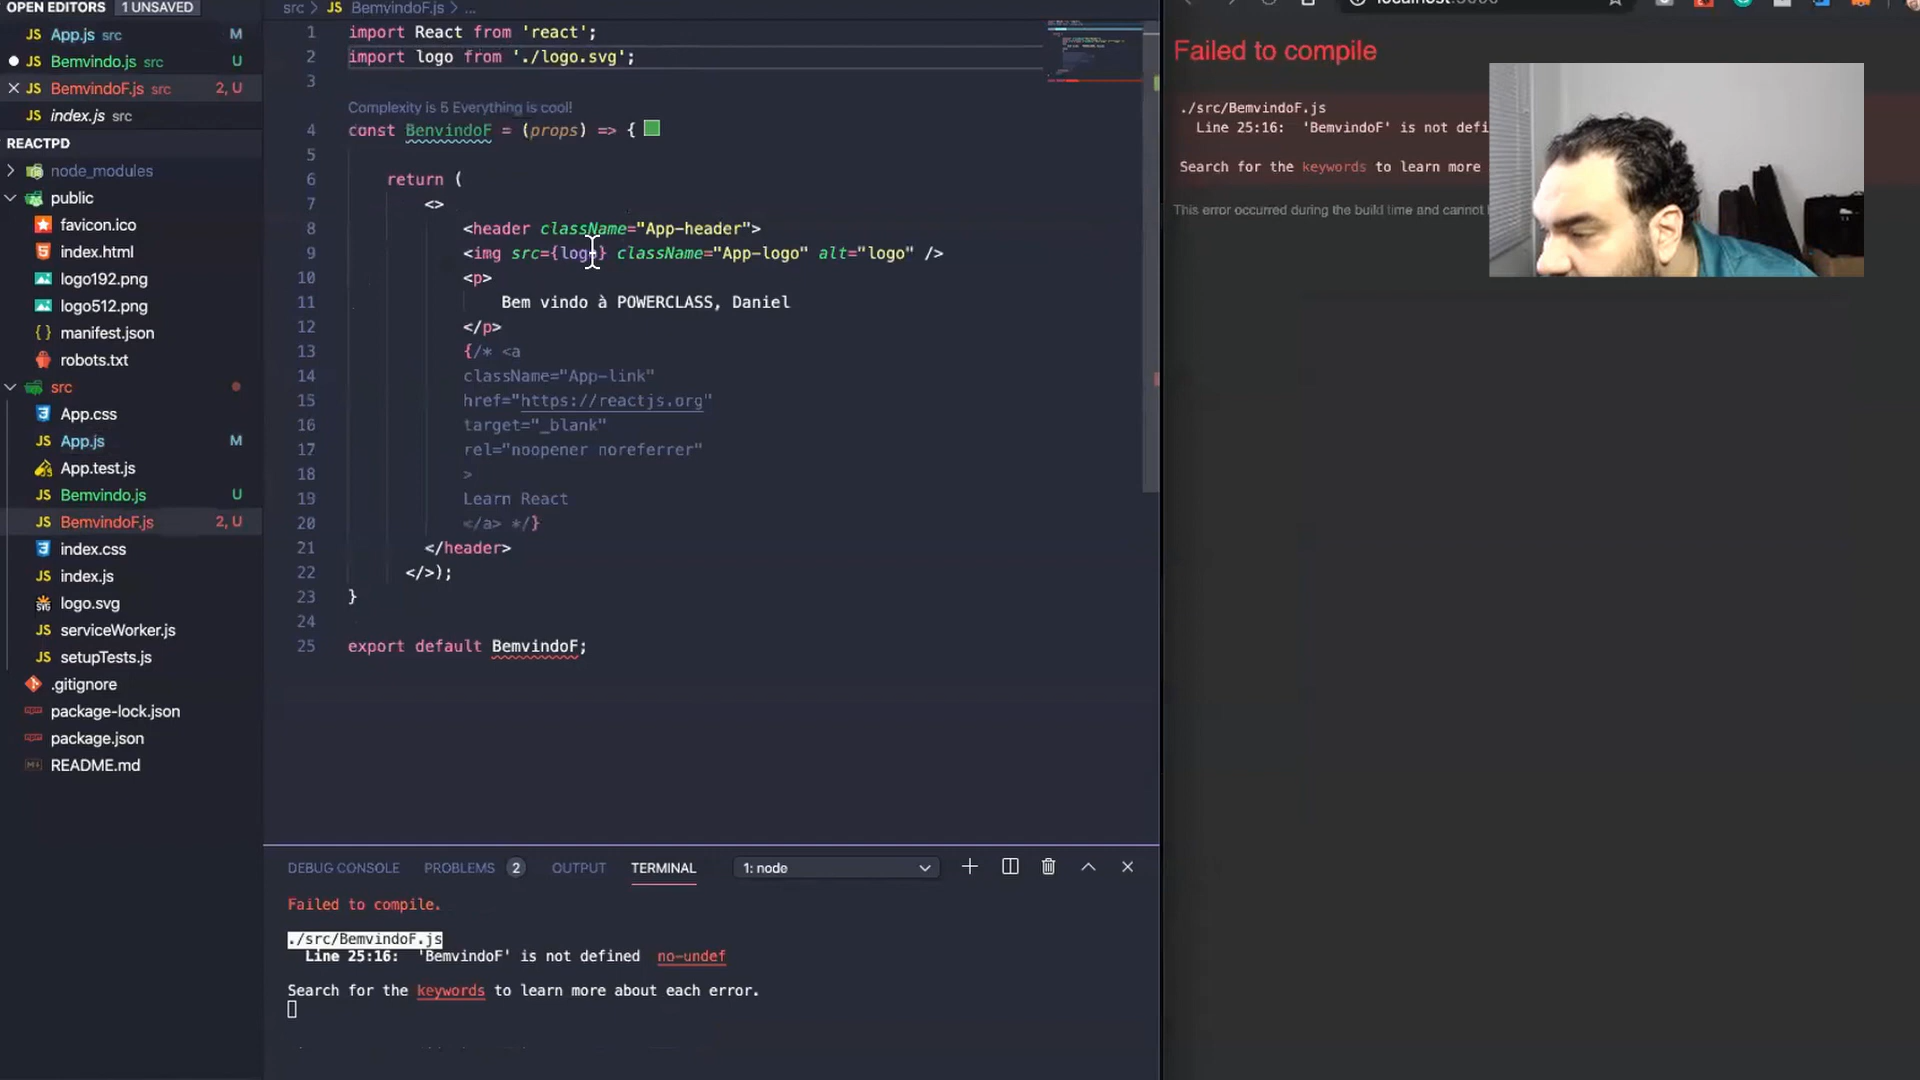 OPEN EDITORS 1 UNSAVED
App.js src M
Bemvindo.js src U
BemvindoF.js src 2, U
index.js src
REACTPD
node_modules
public
favicon.ico
index.html
logo192.png
logo512.png
manifest.json
robots.txt
src
App.css
App.js M
App.test.js
Bemvindo.js U
BemvindoF.js 2, U
index.css
index.js
logo.svg
serviceWorker.js
setupTests.js
.gitignore
package-lock.json
package.json
README.md
src > JS BemvindoF.js > ...
1 import React from 'react';
2 import logo from './logo.svg';
3
Complexity is 5 Everything is cool!
4 const BenvindoF = (props) => {
5
6 return (
7 <>
8 <header className="App-header">
9 <img src={logo} className="App-logo" alt="logo" />
10 <p>
11 Bem vindo à POWERCLASS, Daniel
12 </p>
13 {/* <a
14 className="App-link"
15 href="https://reactjs.org"
16 target="_blank"
17 rel="noopener noreferrer"
18 >
19 Learn React
20 </a> */}
21 </header>
22 </>);
23 }
24
25 export default BemvindoF;
DEBUG CONSOLE PROBLEMS 2 OUTPUT TERMINAL 1: node
Failed to compile.
./src/BemvindoF.js
Line 25:16: 'BemvindoF' is not defined no-undef
Search for the keywords to learn more about each error.
Failed to compile
./src/BemvindoF.js
Line 25:16: 'BemvindoF' is not defi
Search for the keywords to learn more
This error occurred during the build time and cannot